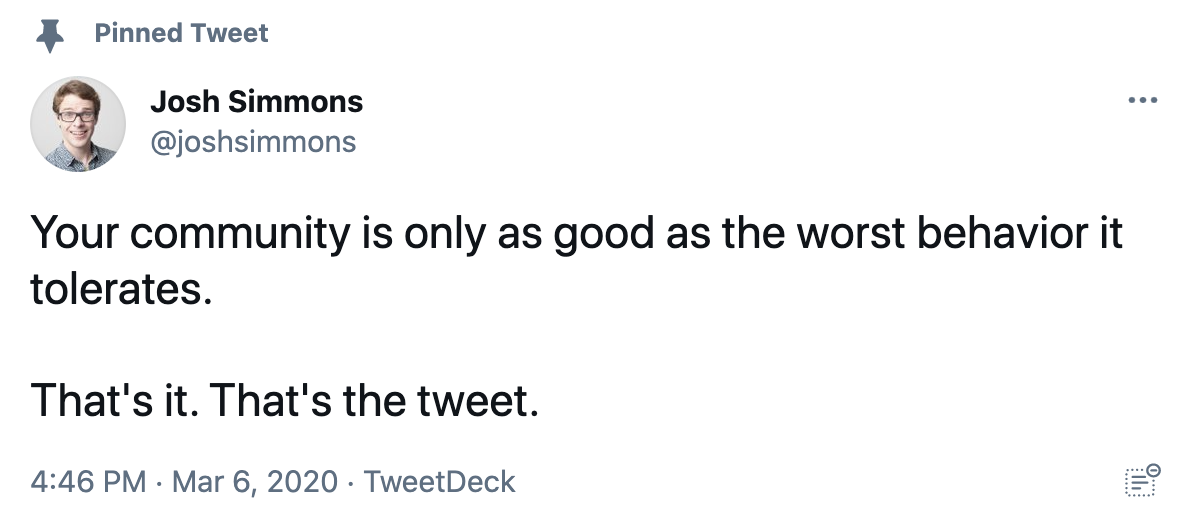 Pinned Tweet
Josh Simmons
@joshsimmons
Your community is only as good as the worst behavior it
tolerates.
That's it. That's the tweet.
4:46 PM · Mar 6, 2020 · TweetDeck